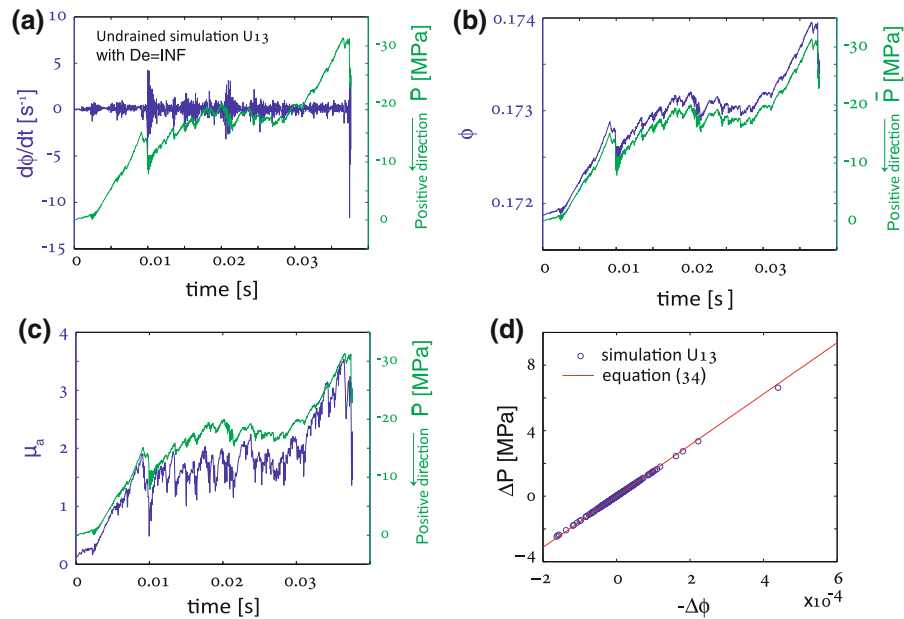 (a)
Undrained simulation U13
with De=INF
dϕ/dt [s⁻¹]
10
5
0
-5
-10
-15
0
0.01
0.02
0.03
time [s]
-30
-20
-10
0
Positive direction P [MPa]
(b)
ϕ
0.174
0.173
0.172
0
0.01
0.02
0.03
time [s]
-30
-20
-10
0
Positive direction P̄ [MPa]
(c)
μa
4
3
2
1
0
0
0.01
0.02
0.03
time [s]
-30
-20
-10
0
Positive direction P [MPa]
(d)
simulation U13
equation (34)
ΔP [MPa]
8
4
0
-4
-2
0
2
4
6
x10⁻⁴
-Δϕ